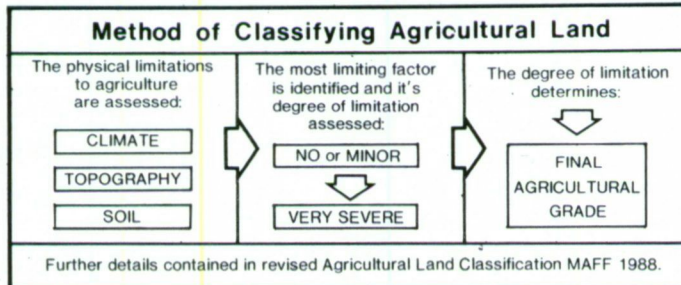 Method of Classifying Agricultural Land
The physical limitations
to agriculture
are assessed:
CLIMATE
TOPOGRAPHY
SOIL
The most limiting factor
is identified and it's
degree of limitation
assessed:
NO or MINOR
VERY SEVERE
The degree of limitation
determines:
FINAL
AGRICULTURAL
GRADE
Further details contained in revised Agricultural Land Classification MAFF 1988.